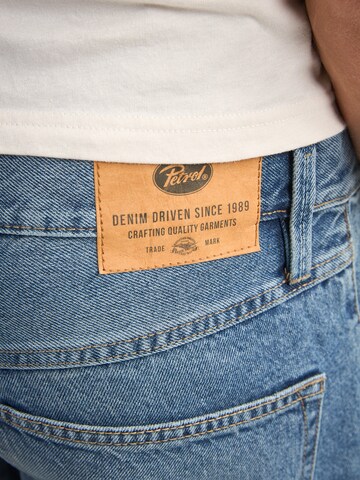 Petrol®
DENIM DRIVEN SINCE 1989
CRAFTING QUALITY GARMENTS
TRADE MARK